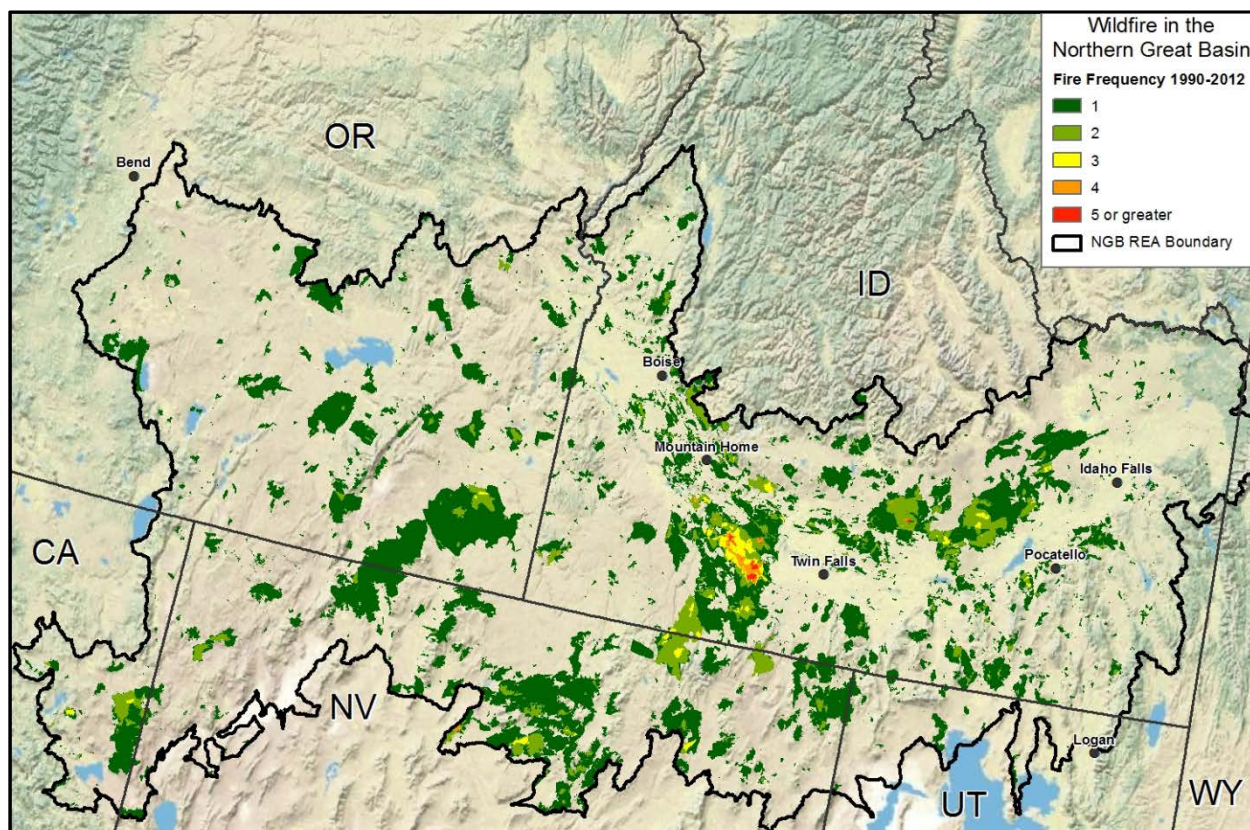 Wildfire in the
Northern Great Basin
Fire Frequency 1990-2012
1
2
3
4
5 or greater
NGB REA Boundary
OR
Bend
ID
Boise
Mountain Home
Idaho Falls
CA
Twin Falls
Pocatello
NV
Logan
UT
WY